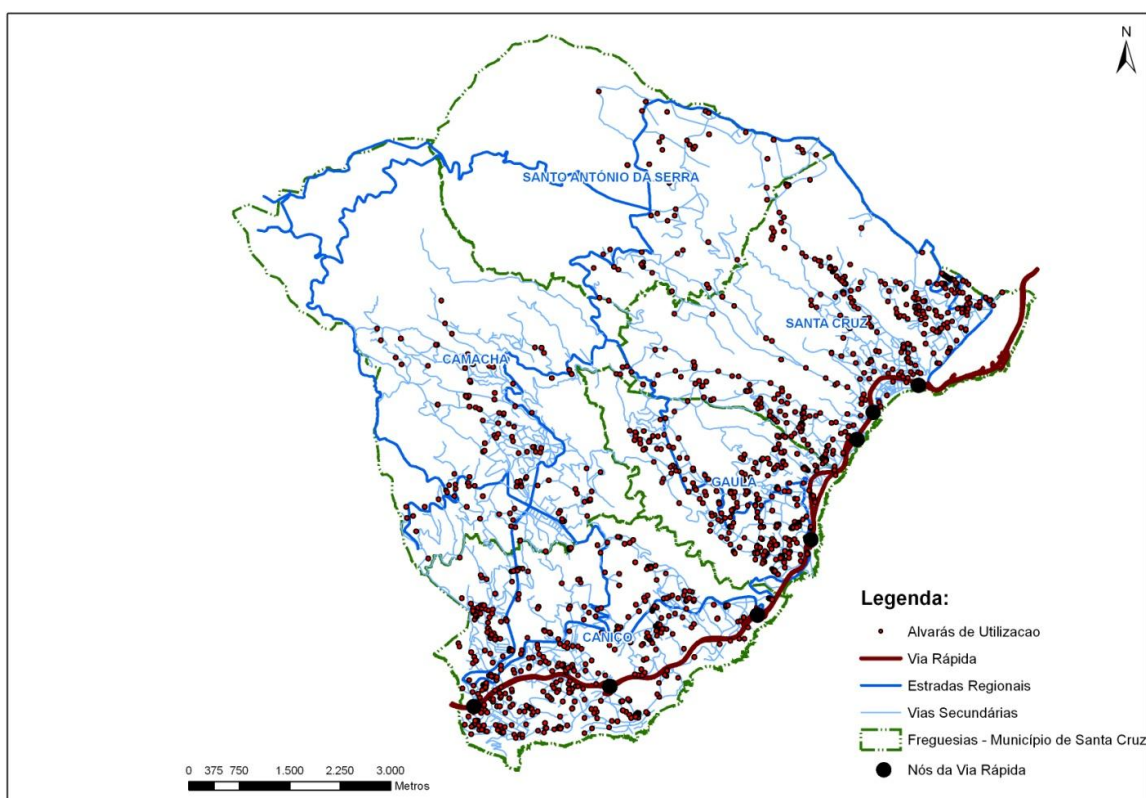 N
SANTO ANTÓNIO DA SERRA
SANTA CRUZ
CAMACHA
GAULA
CANIÇO
Legenda:
Alvarás de Utilizacao
Via Rápida
Estradas Regionais
Vias Secundárias
Freguesias - Município de Santa Cruz
Nós da Via Rápida
0 375 750 1.500 2.250 3.000
Metros